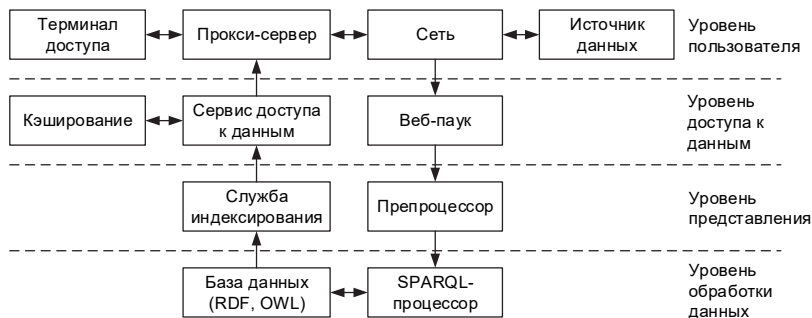 Терминал
доступа
Прокси-сервер
Сеть
Источник
данных
Уровень
пользователя
Кэширование
Сервис доступа
к данным
Веб-паук
Уровень
доступа к
данным
Служба
индексирования
Препроцессор
Уровень
представления
База данных
(RDF, OWL)
SPARQL-
процессор
Уровень
обработки
данных